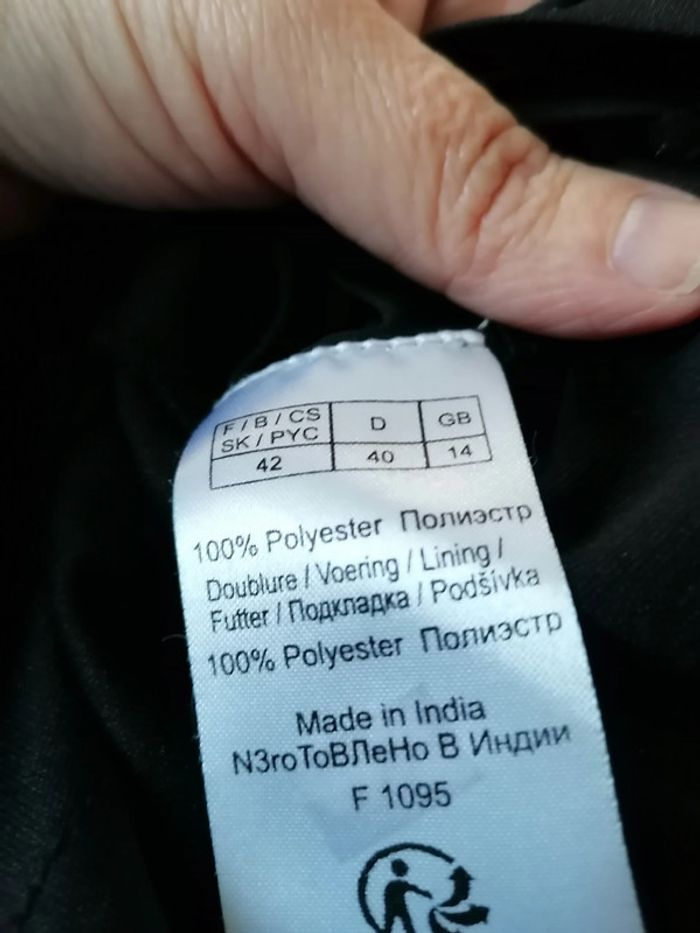 F / B / CS D GB
SK / PYC
42 40 14
100% Polyester Полиэстр
Doublure / Voering / Lining /
Futter / Подкладка / Podšívka
100% Polyester Полиэстр
Made in India
N3roToBЛeHo B Индии
F 1095